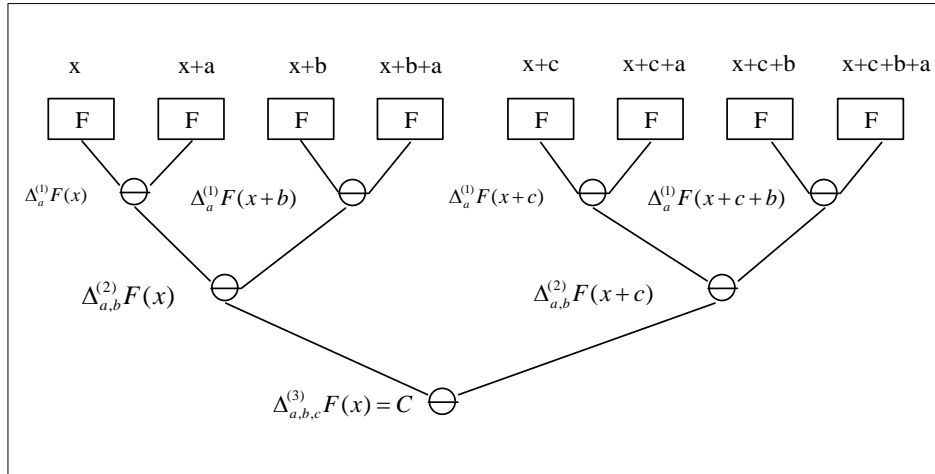 x x+a x+b x+b+a x+c x+c+a x+c+b x+c+b+a
F F F F F F F F
Δ_a^{(1)} F(x) Δ_a^{(1)} F(x+b) Δ_a^{(1)} F(x+c) Δ_a^{(1)} F(x+c+b)
Δ_{a,b}^{(2)} F(x) Δ_{a,b}^{(2)} F(x+c)
Δ_{a,b,c}^{(3)} F(x) = C